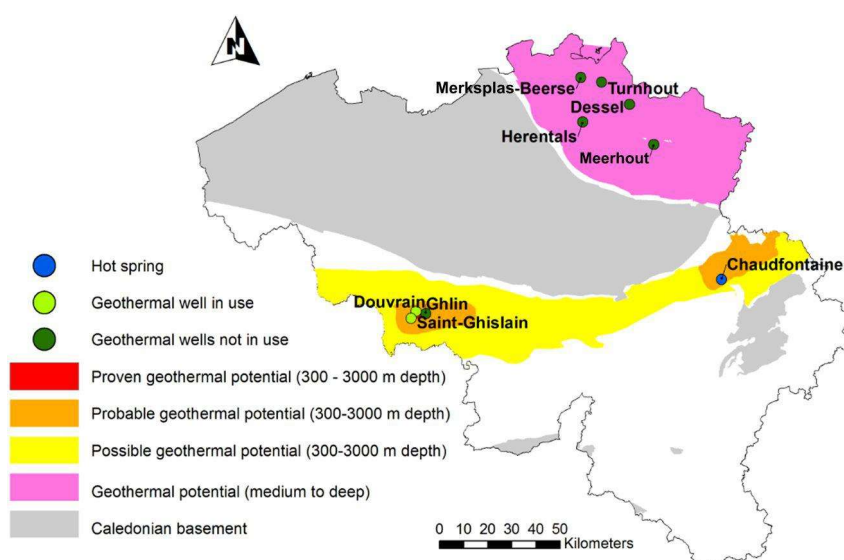 N
Merksplas-Beerse
Turnhout
Dessel
Herentals
Meerhout
Chaudfontaine
Douvrain
Ghlin
Saint-Ghislain
Hot spring
Geothermal well in use
Geothermal wells not in use
Proven geothermal potential (300 - 3000 m depth)
Probable geothermal potential (300-3000 m depth)
Possible geothermal potential (300-3000 m depth)
Geothermal potential (medium to deep)
Caledonian basement
0 10 20 30 40 50
Kilometers